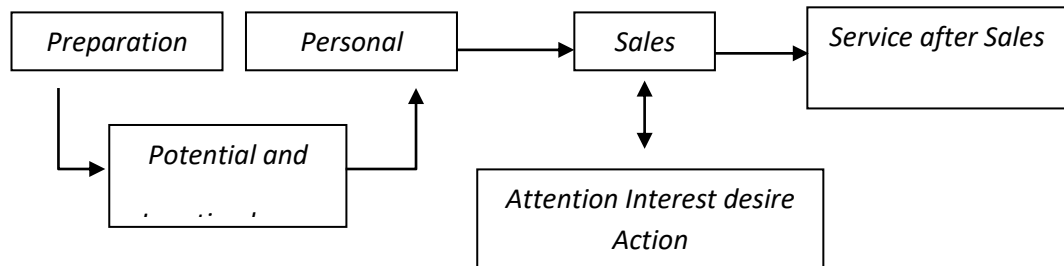 Preparation
Personal
Sales
Service after Sales
Potential and
Attention Interest desire
Action